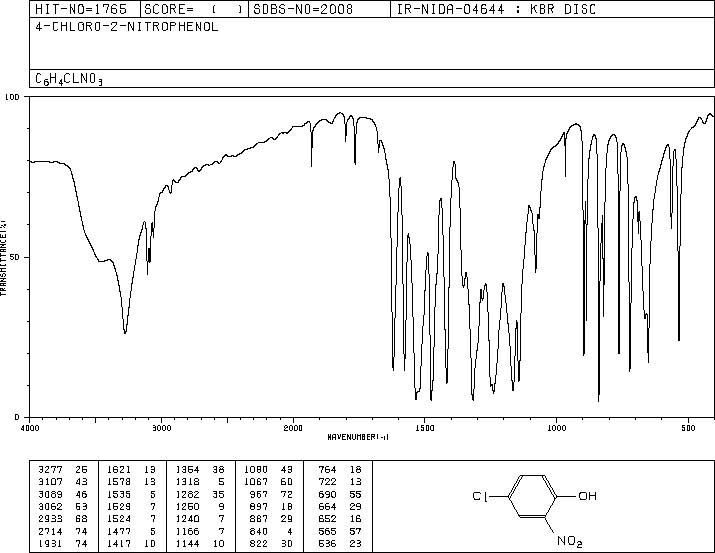 HIT-NO=1765 SCORE= ( ) SDBS-NO=2008 IR-NIDA-04644 : KBR DISC
4-CHLORO-2-NITROPHENOL
C6H4CLNO3
100
50
0
TRANSMITTANCE(%)
4000 3000 2000 1500 1000 500
WAVENUMBER(-1)
3277 26 1621 13 1354 38 1080 43 764 18
3107 43 1578 13 1318 5 1067 60 722 13
3089 46 1535 5 1282 35 967 72 690 55
3062 53 1529 7 1250 9 897 18 664 29
2933 68 1524 7 1240 7 887 29 652 16
2714 74 1477 5 1166 7 840 4 565 57
1931 74 1417 10 1144 10 822 30 536 23
Cl OH
NO2